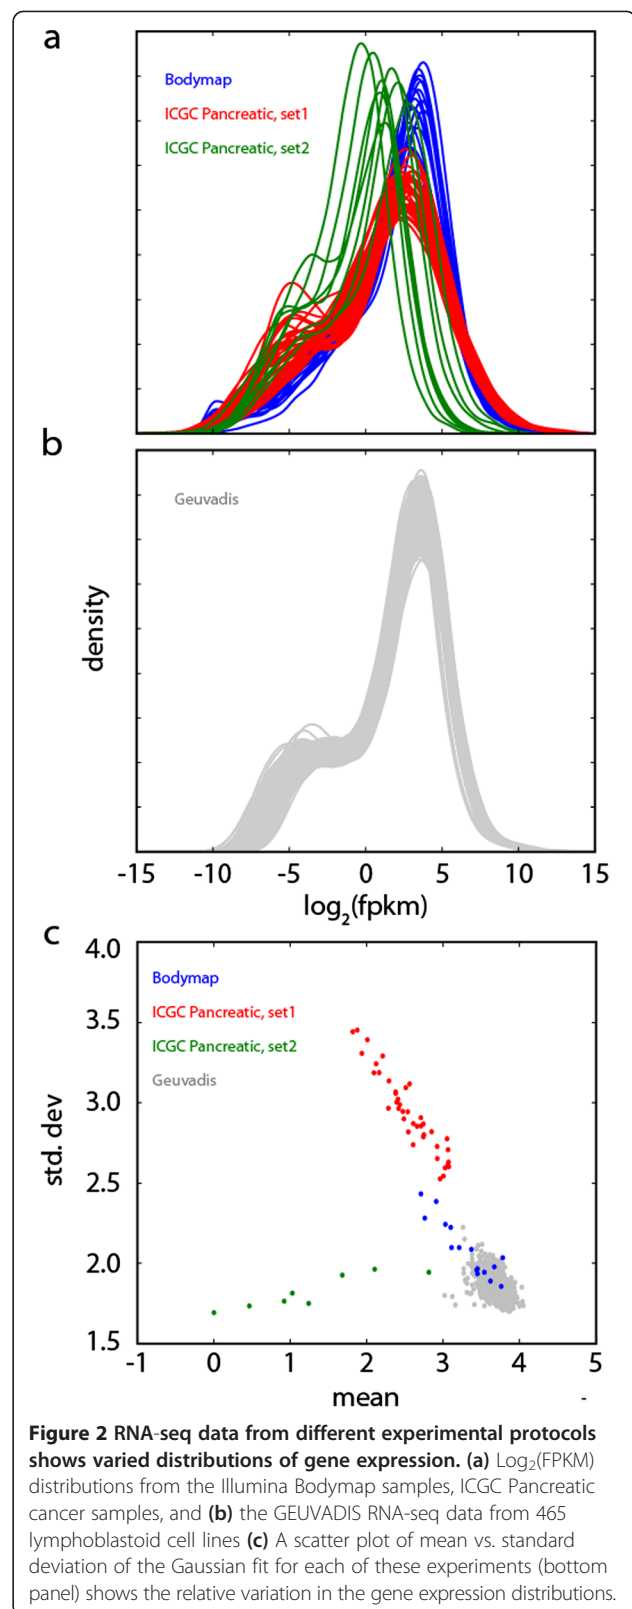 a
Bodymap
ICGC Pancreatic, set1
ICGC Pancreatic, set2
b
Geuvadis
density
-15 -10 -5 0 5 10 15
log2(fpkm)
c
4.0
3.5
3.0
2.5
2.0
1.5
std. dev
Bodymap
ICGC Pancreatic, set1
ICGC Pancreatic, set2
Geuvadis
-1 0 1 2 3 4 5
mean
-
Figure 2 RNA-seq data from different experimental protocols
shows varied distributions of gene expression. (a) Log2(FPKM)
distributions from the Illumina Bodymap samples, ICGC Pancreatic
cancer samples, and (b) the GEUVADIS RNA-seq data from 465
lymphoblastoid cell lines (c) A scatter plot of mean vs. standard
deviation of the Gaussian fit for each of these experiments (bottom
panel) shows the relative variation in the gene expression distributions.